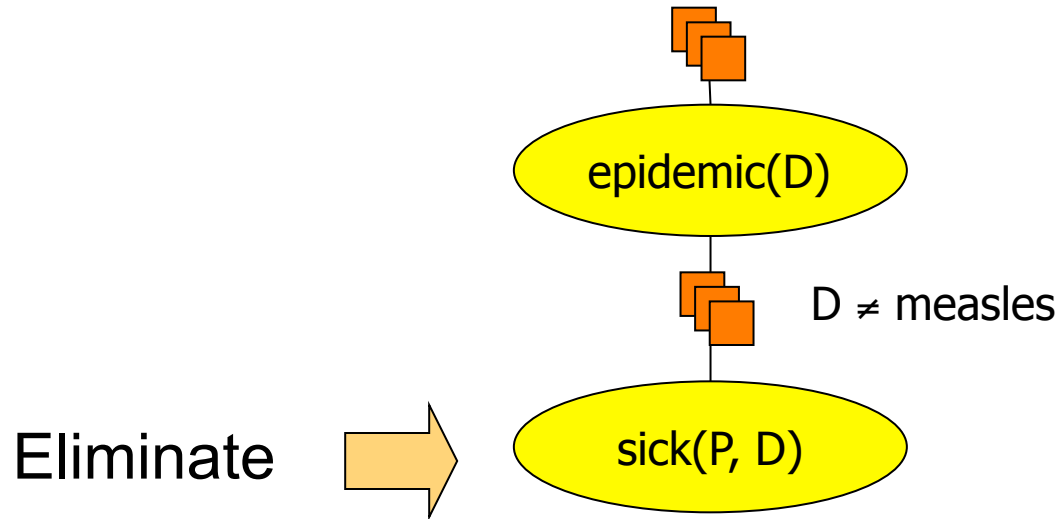 epidemic(D)
D ≠ measles
Eliminate
sick(P, D)